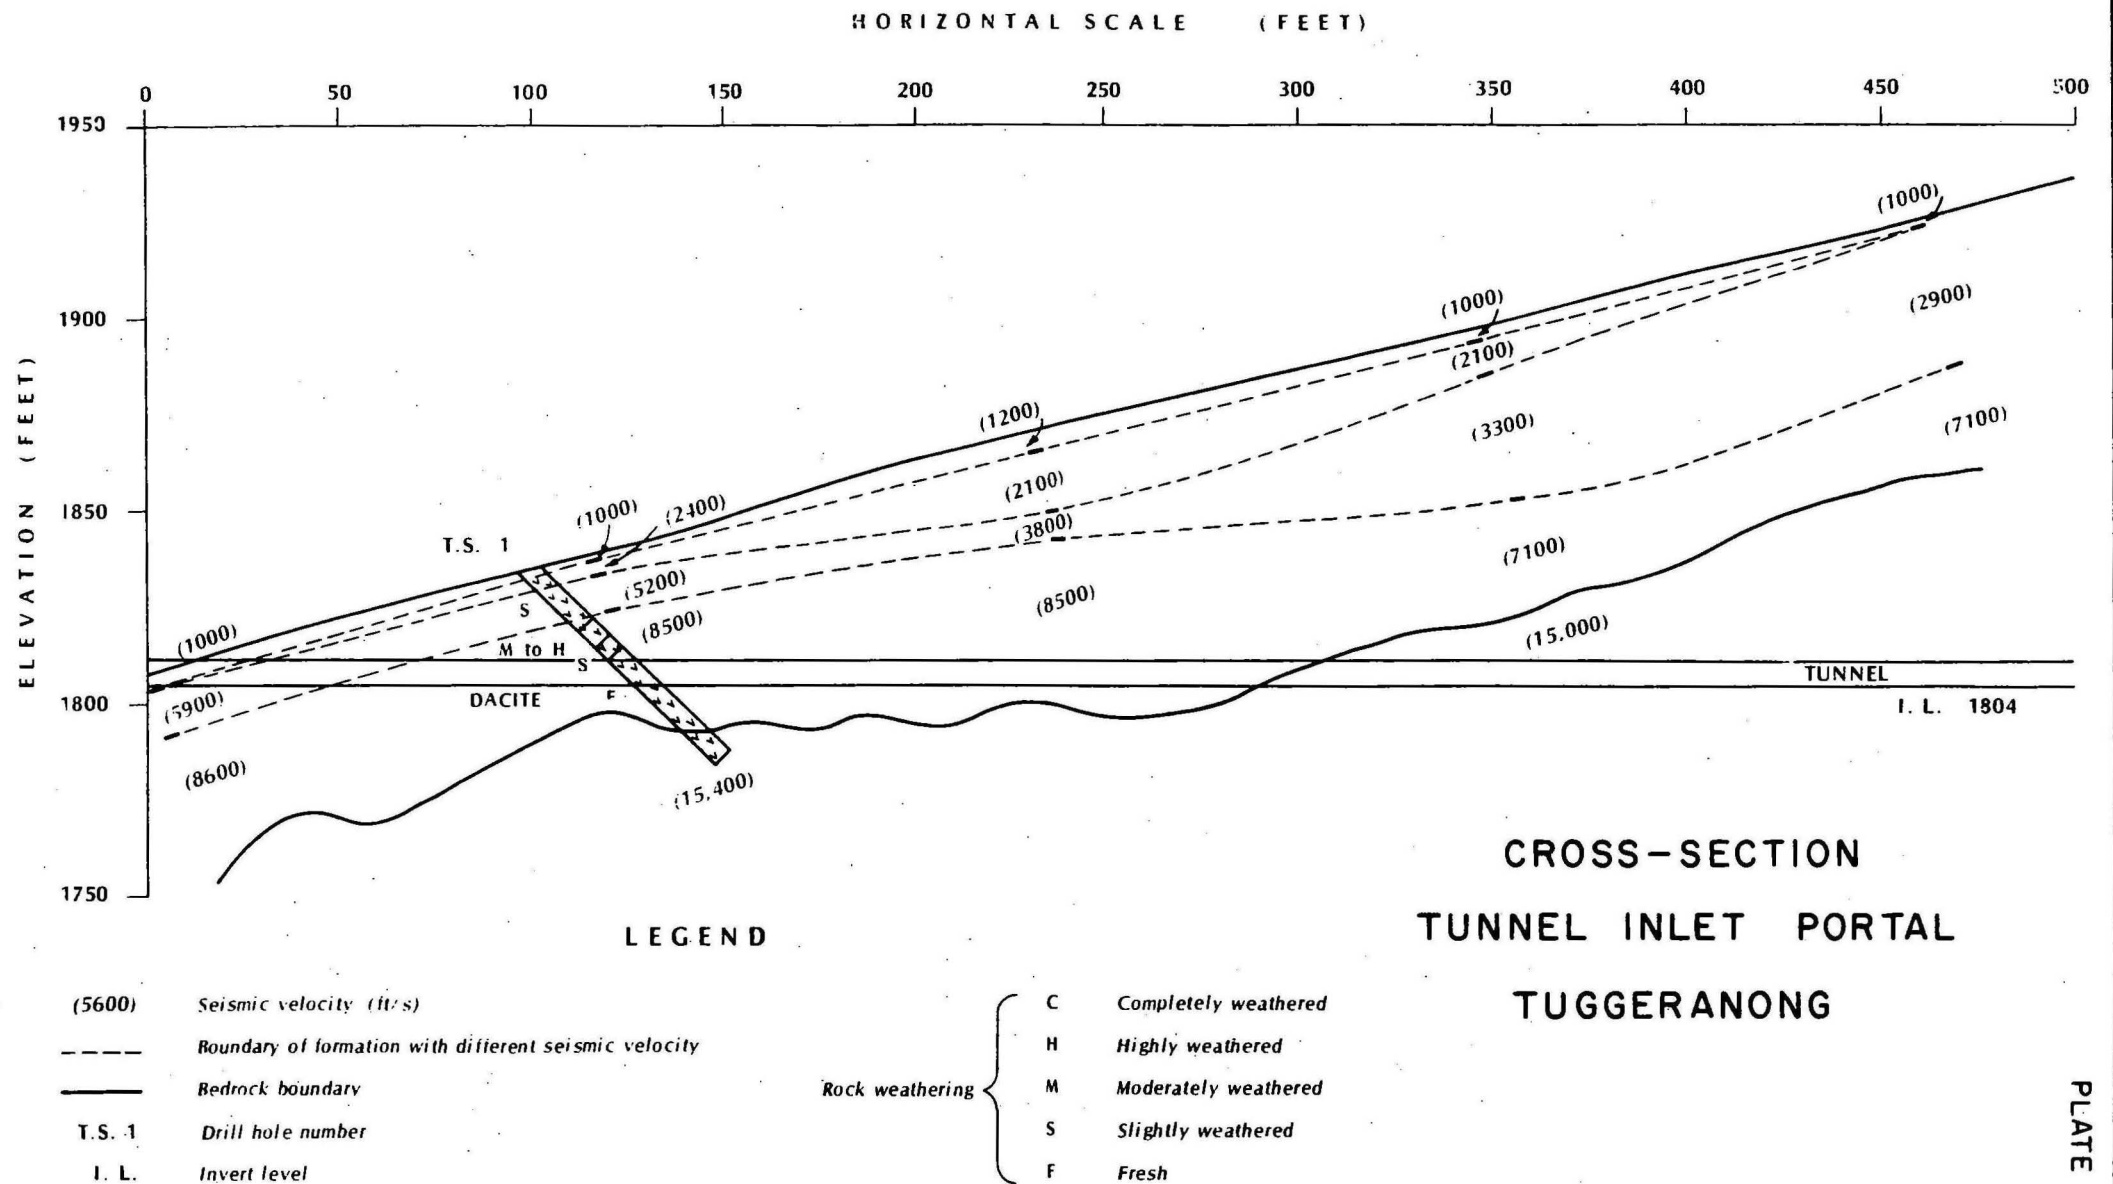 HORIZONTAL SCALE (FEET)
0 50 100 150 200 250 300 350 400 450 500
1950
(1000)
1900
(1000)
(2900)
(2100)
ELEVATION (FEET)
(1200)
(3300)
(7100)
(2100)
1850
(1000)
(2400)
(3800)
T.S. 1
(7100)
(5200)
S
(8500)
(8500)
(1000)
(15,000)
M to H
S
TUNNEL
1800
(5900)
DACITE
F
I. L. 1804
(8600)
(15,400)
1750
CROSS-SECTION
TUNNEL INLET PORTAL
TUGGERANONG
LEGEND
(5600) Seismic velocity (ft/s)
Boundary of formation with different seismic velocity
Bedrock boundary
T.S. 1 Drill hole number
I. L. Invert level
Rock weathering
C Completely weathered
H Highly weathered
M Moderately weathered
S Slightly weathered
F Fresh
PLATE